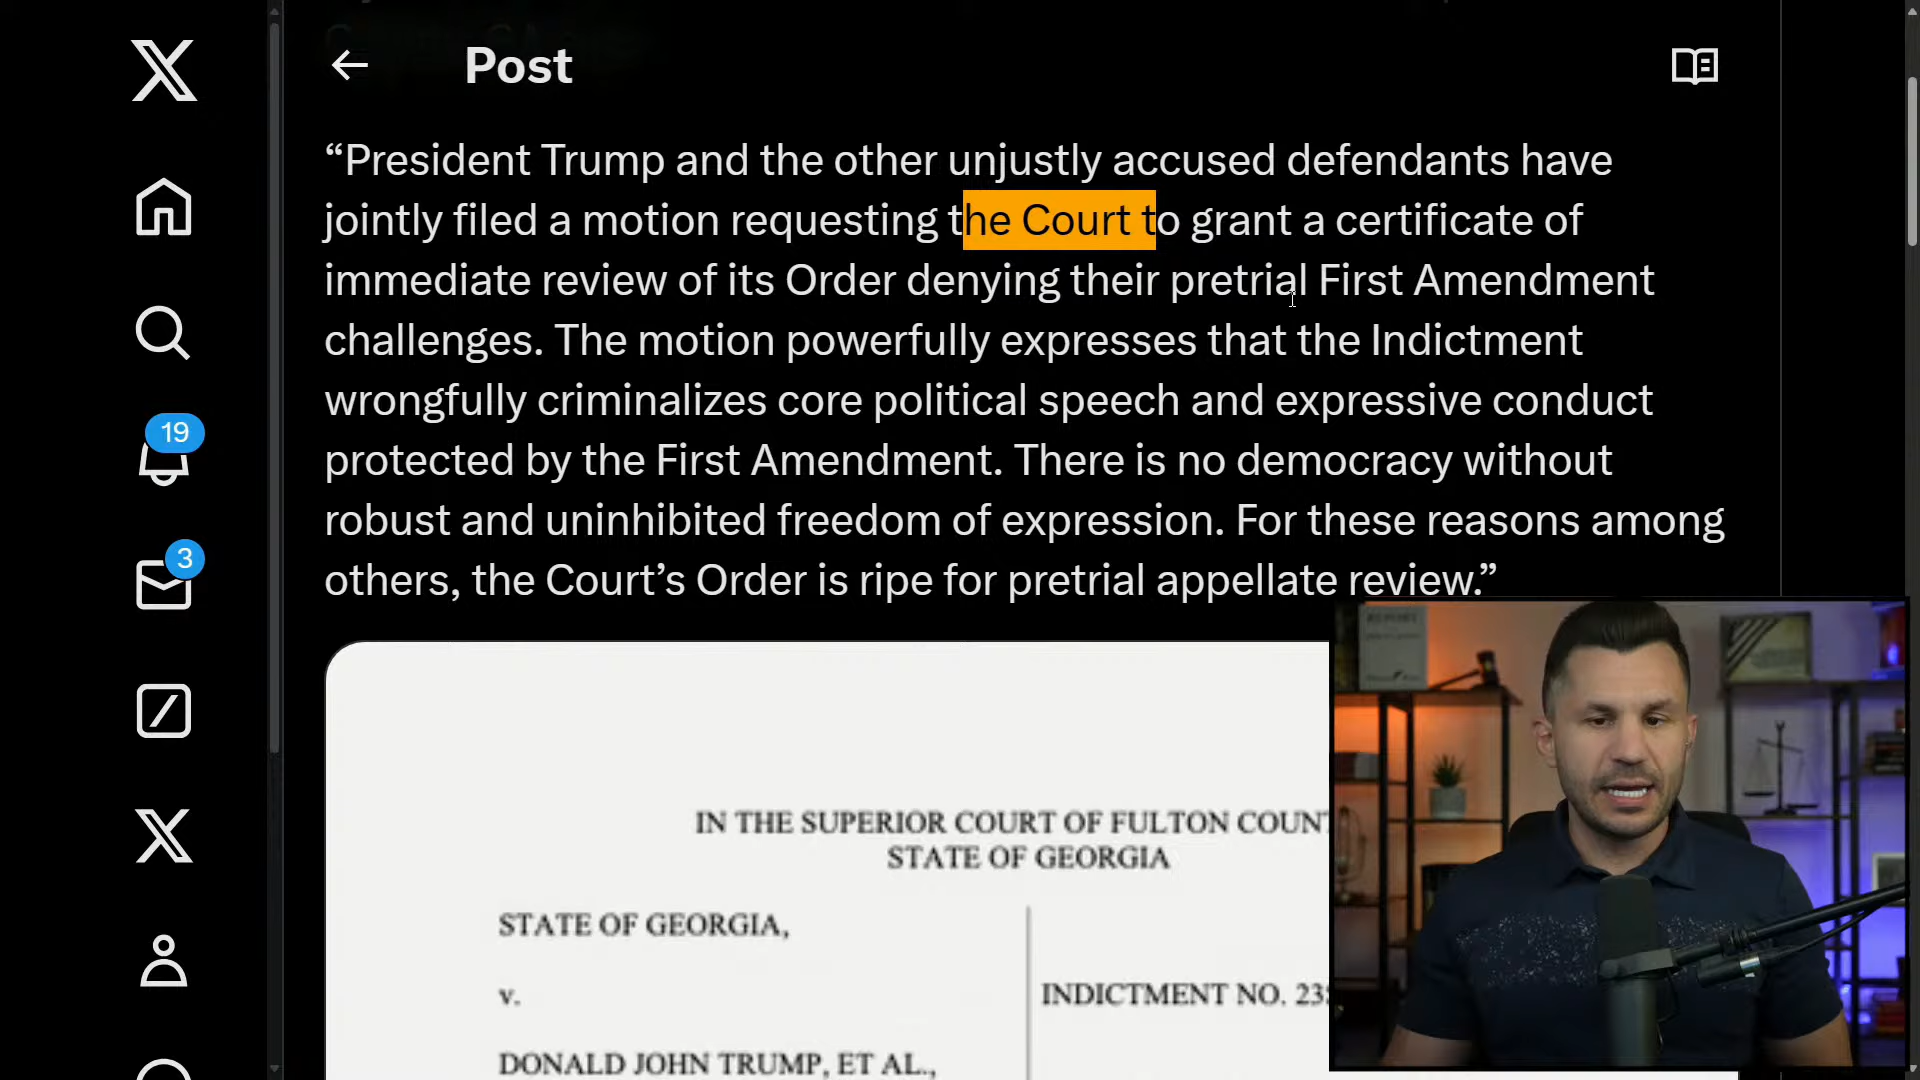 Post
“President Trump and the other unjustly accused defendants have
jointly filed a motion requesting the Court to grant a certificate of
immediate review of its Order denying their pretrial First Amendment
challenges. The motion powerfully expresses that the Indictment
wrongfully criminalizes core political speech and expressive conduct
protected by the First Amendment. There is no democracy without
robust and uninhibited freedom of expression. For these reasons among
others, the Court’s Order is ripe for pretrial appellate review.”
19
3
IN THE SUPERIOR COURT OF FULTON COUN
STATE OF GEORGIA
STATE OF GEORGIA,
v.
INDICTMENT NO. 23
DONALD JOHN TRUMP, ET AL.,